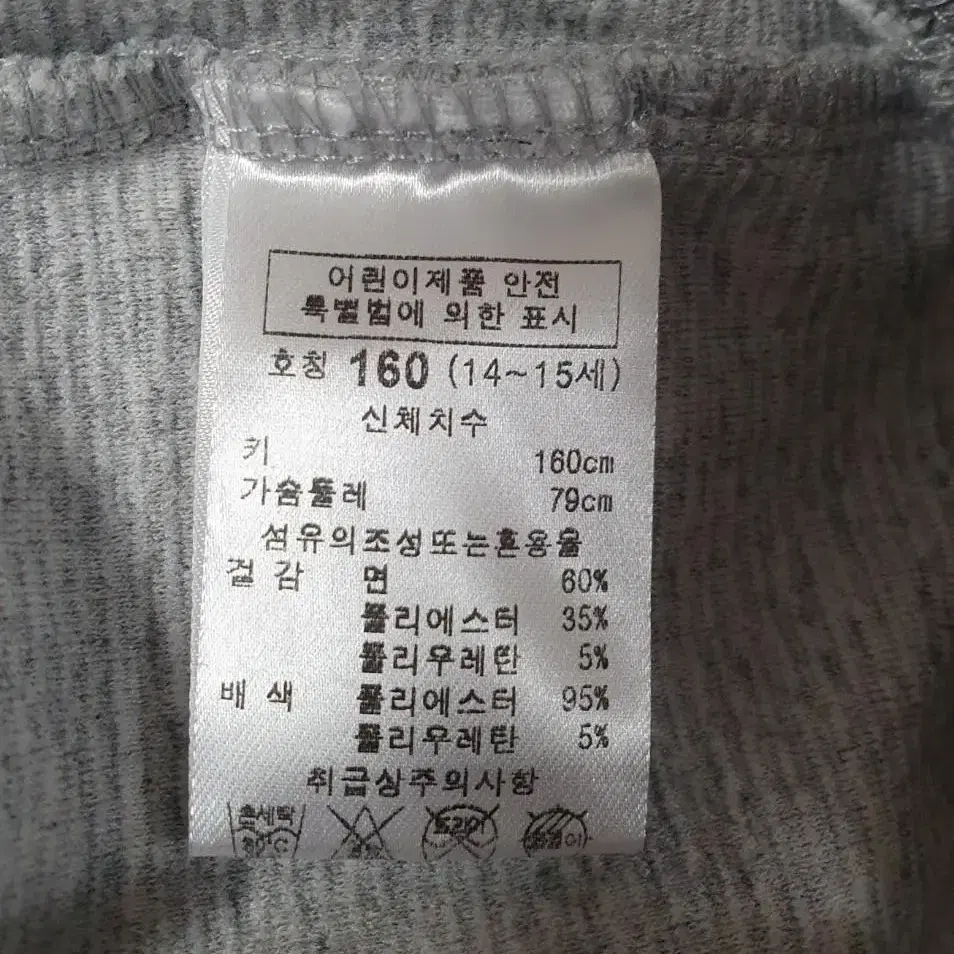 어린이제품 안전
특별법에 의한 표시
호칭 160 (14~15세)
신체치수
키 160cm
가슴둘레 79cm
섬유의조성또는혼용율
겉 감 면 60%
폴리에스터 35%
폴리우레탄 5%
배 색 폴리에스터 95%
폴리우레탄 5%
취급상주의사항
손세탁 드라이
30°C